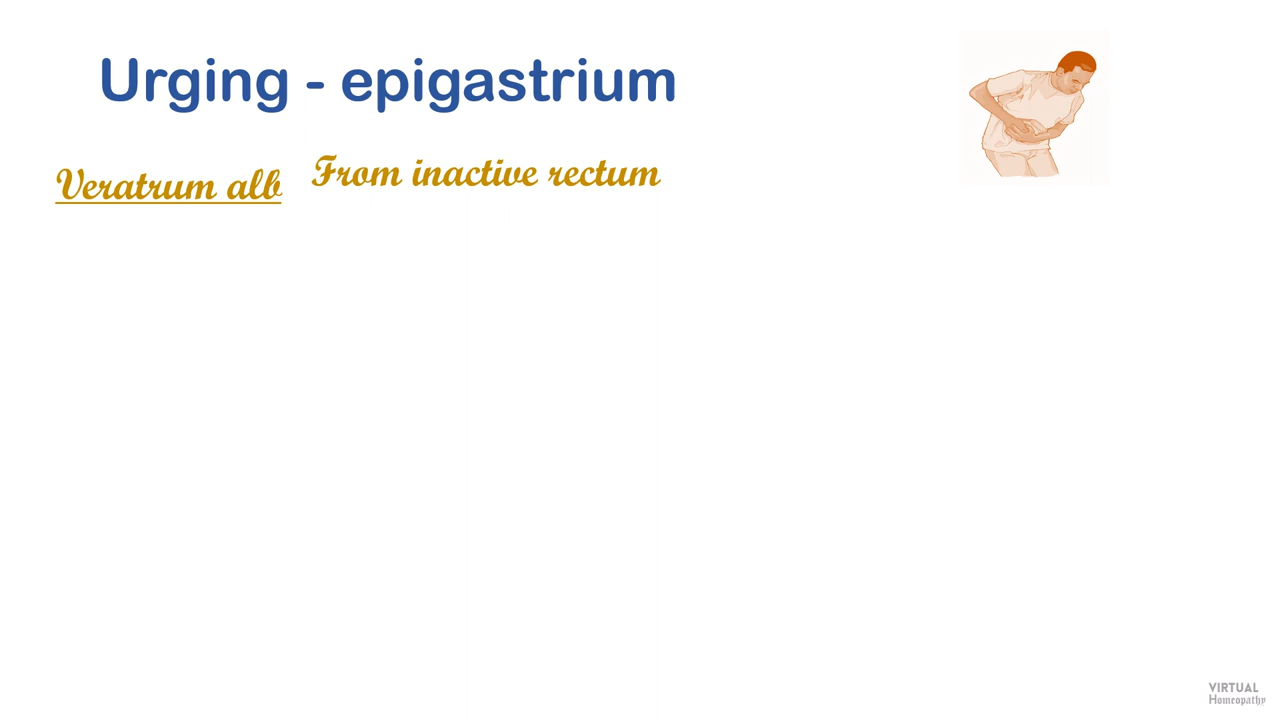 Urging - epigastrium
Veratrum alb From inactive rectum
VIRTUAL
Homeopathy